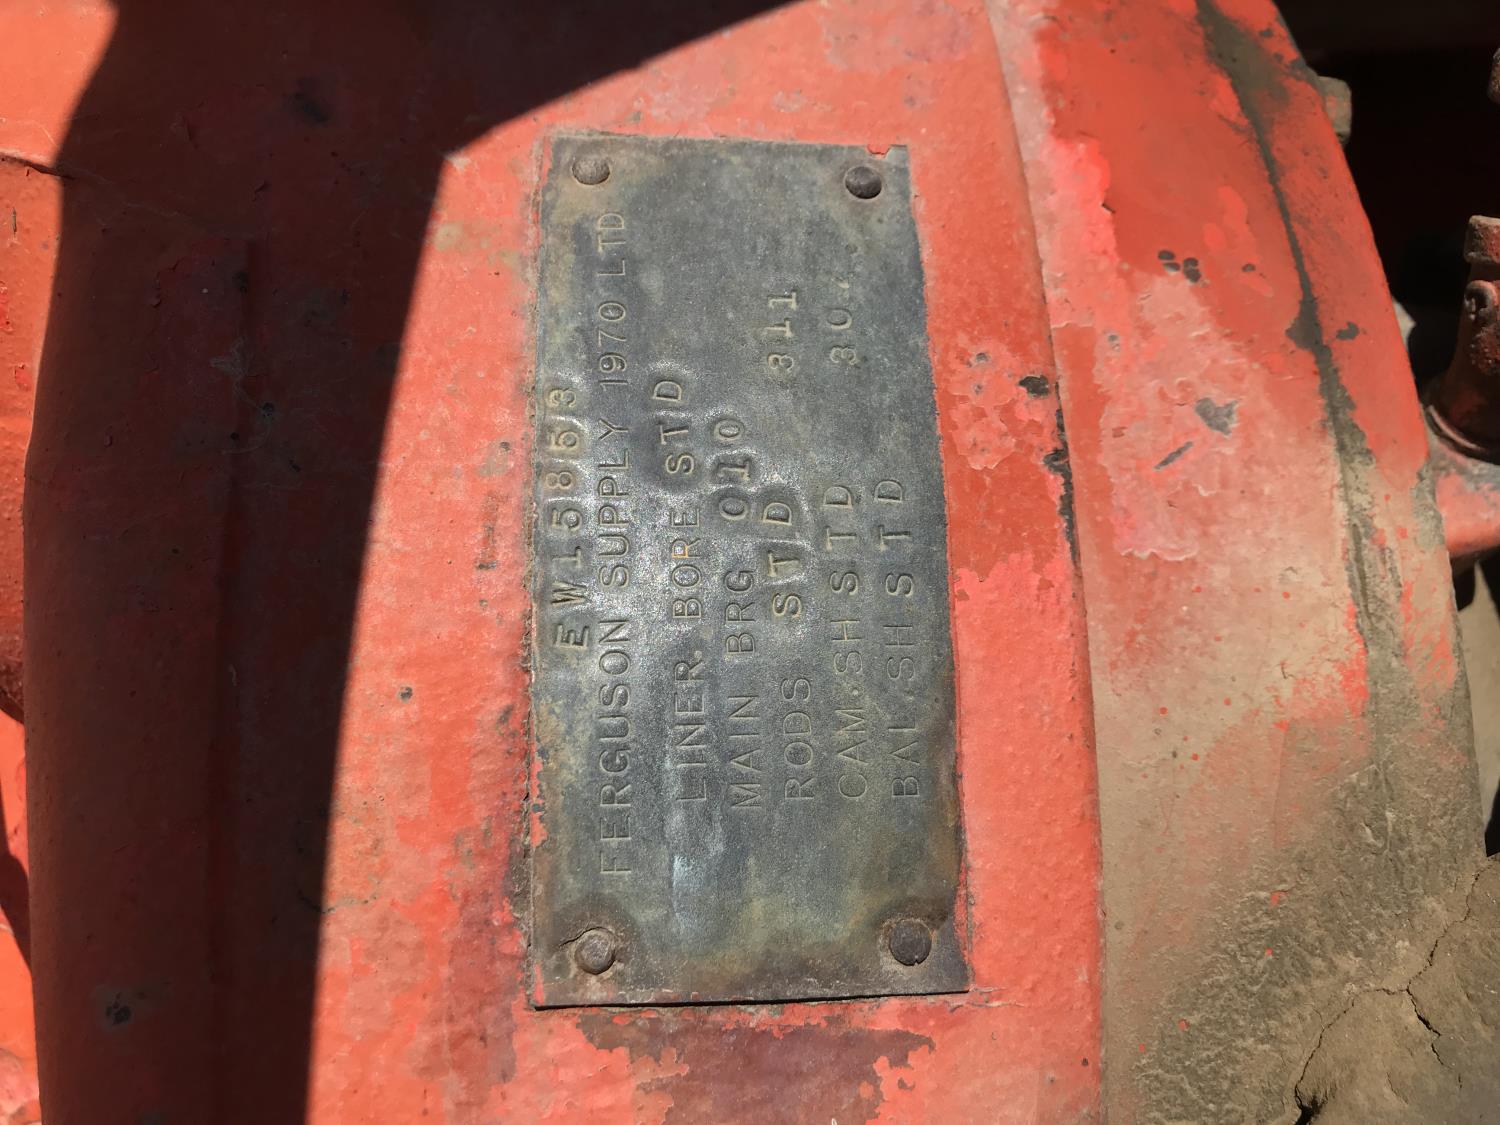 EW15853
FERGUSON SUPPLY 1970 LTD
LINER. BORE STD
MAIN BRG 010
RODS STD 311
CAM.SH STD
BAL.SH.STD